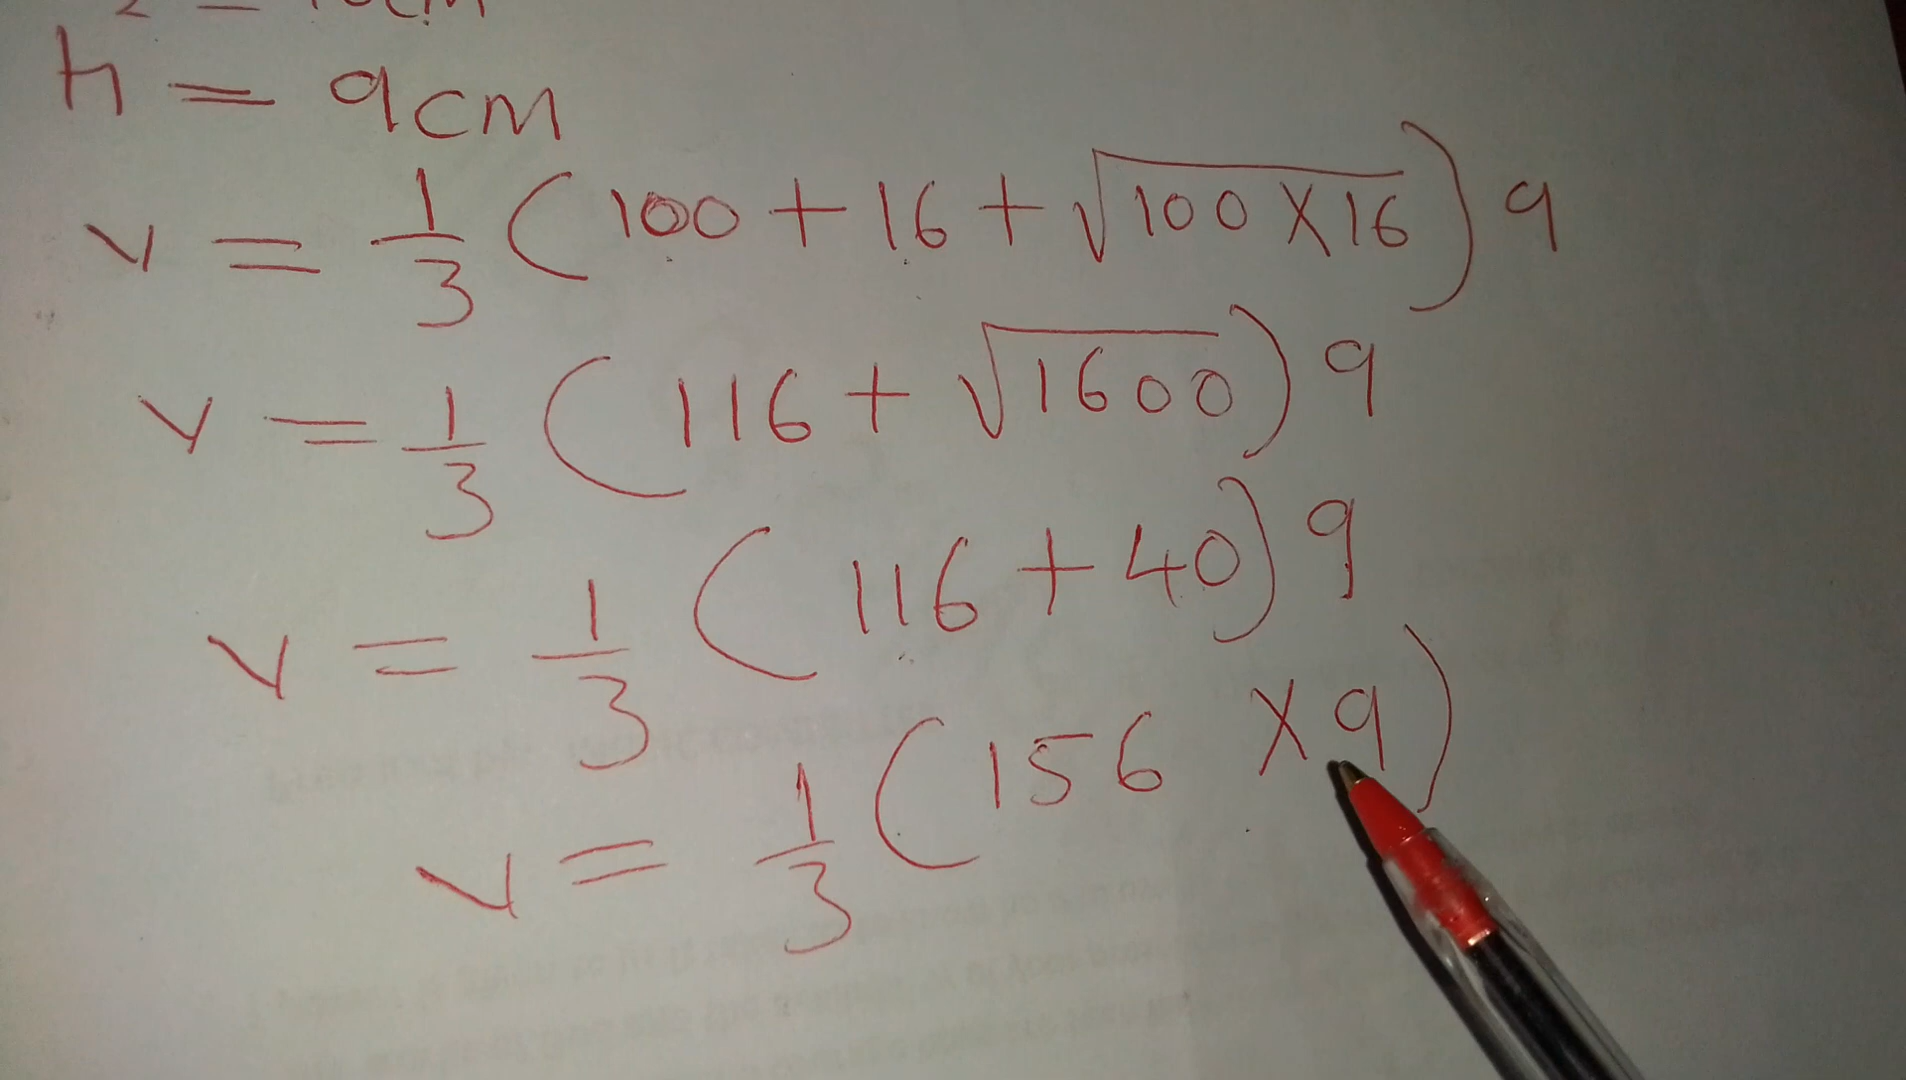 h = 9cm
V = 1/3 (100 + 16 + √100 X 16) 9
V = 1/3 (116 + √1600) 9
V = 1/3 (116 + 40) 9
V = 1/3 (156 X 9)